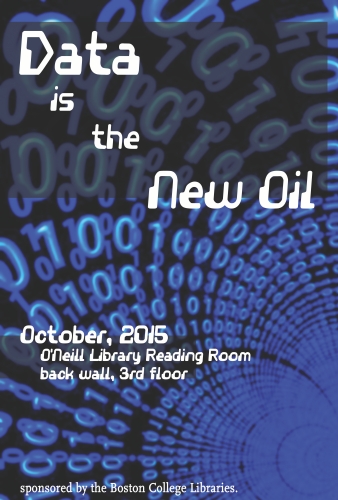 Data
is
the
New Oil
October, 2015
O'Neill Library Reading Room
back wall, 3rd floor
sponsored by the Boston College Libraries.